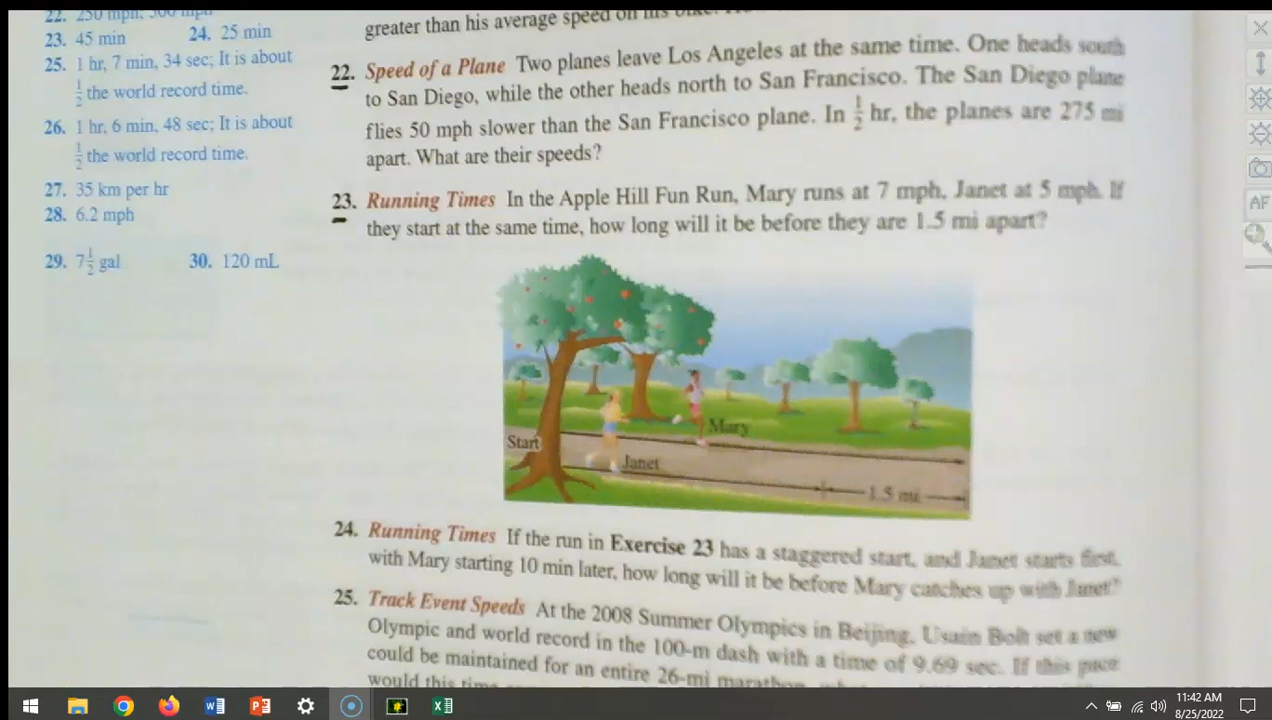 22. 250 mph; 300 mph
23. 45 min 24. 25 min
25. 1 hr, 7 min, 34 sec; It is about
1/2 the world record time.
26. 1 hr, 6 min, 48 sec; It is about
1/2 the world record time.
27. 35 km per hr
28. 6.2 mph
29. 7 1/2 gal 30. 120 mL
greater than his average speed on his bike.
22. Speed of a Plane Two planes leave Los Angeles at the same time. One heads south
to San Diego, while the other heads north to San Francisco. The San Diego plane
flies 50 mph slower than the San Francisco plane. In 1/2 hr, the planes are 275 mi
apart. What are their speeds?
23. Running Times In the Apple Hill Fun Run, Mary runs at 7 mph, Janet at 5 mph. If
they start at the same time, how long will it be before they are 1.5 mi apart?
Start
Mary
Janet
1.5 mi
24. Running Times If the run in Exercise 23 has a staggered start, and Janet starts first,
with Mary starting 10 min later, how long will it be before Mary catches up with Janet?
25. Track Event Speeds At the 2008 Summer Olympics in Beijing, Usain Bolt set a new
Olympic and world record in the 100-m dash with a time of 9.69 sec. If this pace
could be maintained for an entire 26-mi marathon,
would this time
AF
11:42 AM
8/25/2022